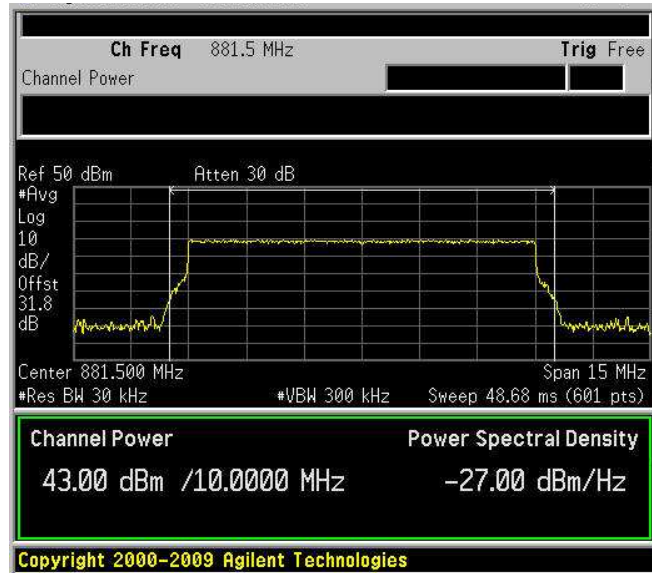 Ch Freq 881.5 MHz Trig Free
Channel Power
Ref 50 dBm Atten 30 dB
#Avg
Log
10
dB/
Offst
31.8
dB
Center 881.500 MHz Span 15 MHz
#Res BW 30 kHz #VBW 300 kHz Sweep 48.68 ms (601 pts)
Channel Power Power Spectral Density
43.00 dBm /10.0000 MHz -27.00 dBm/Hz
Copyright 2000-2009 Agilent Technologies